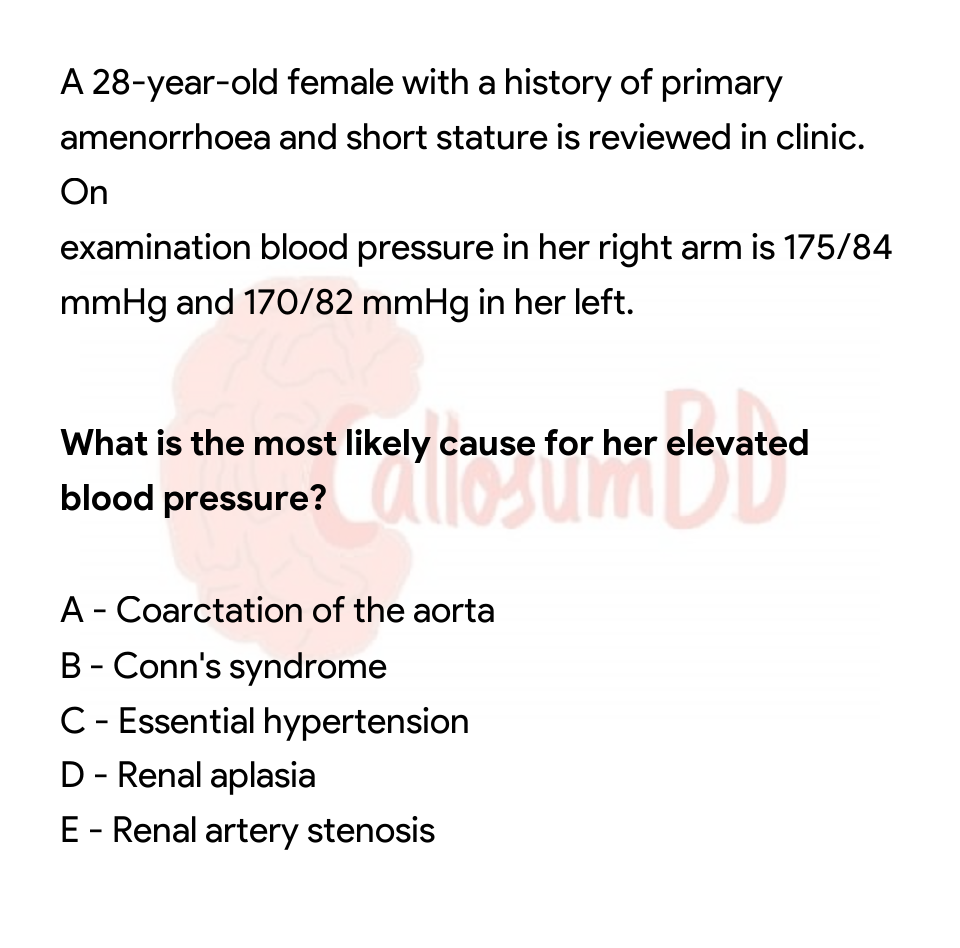 A 28-year-old female with a history of primary
amenorrhoea and short stature is reviewed in clinic.
On
examination blood pressure in her right arm is 175/84
mmHg and 170/82 mmHg in her left.
What is the most likely cause for her elevated
blood pressure?
CallosumBD
A - Coarctation of the aorta
B - Conn's syndrome
C - Essential hypertension
D - Renal aplasia
E - Renal artery stenosis